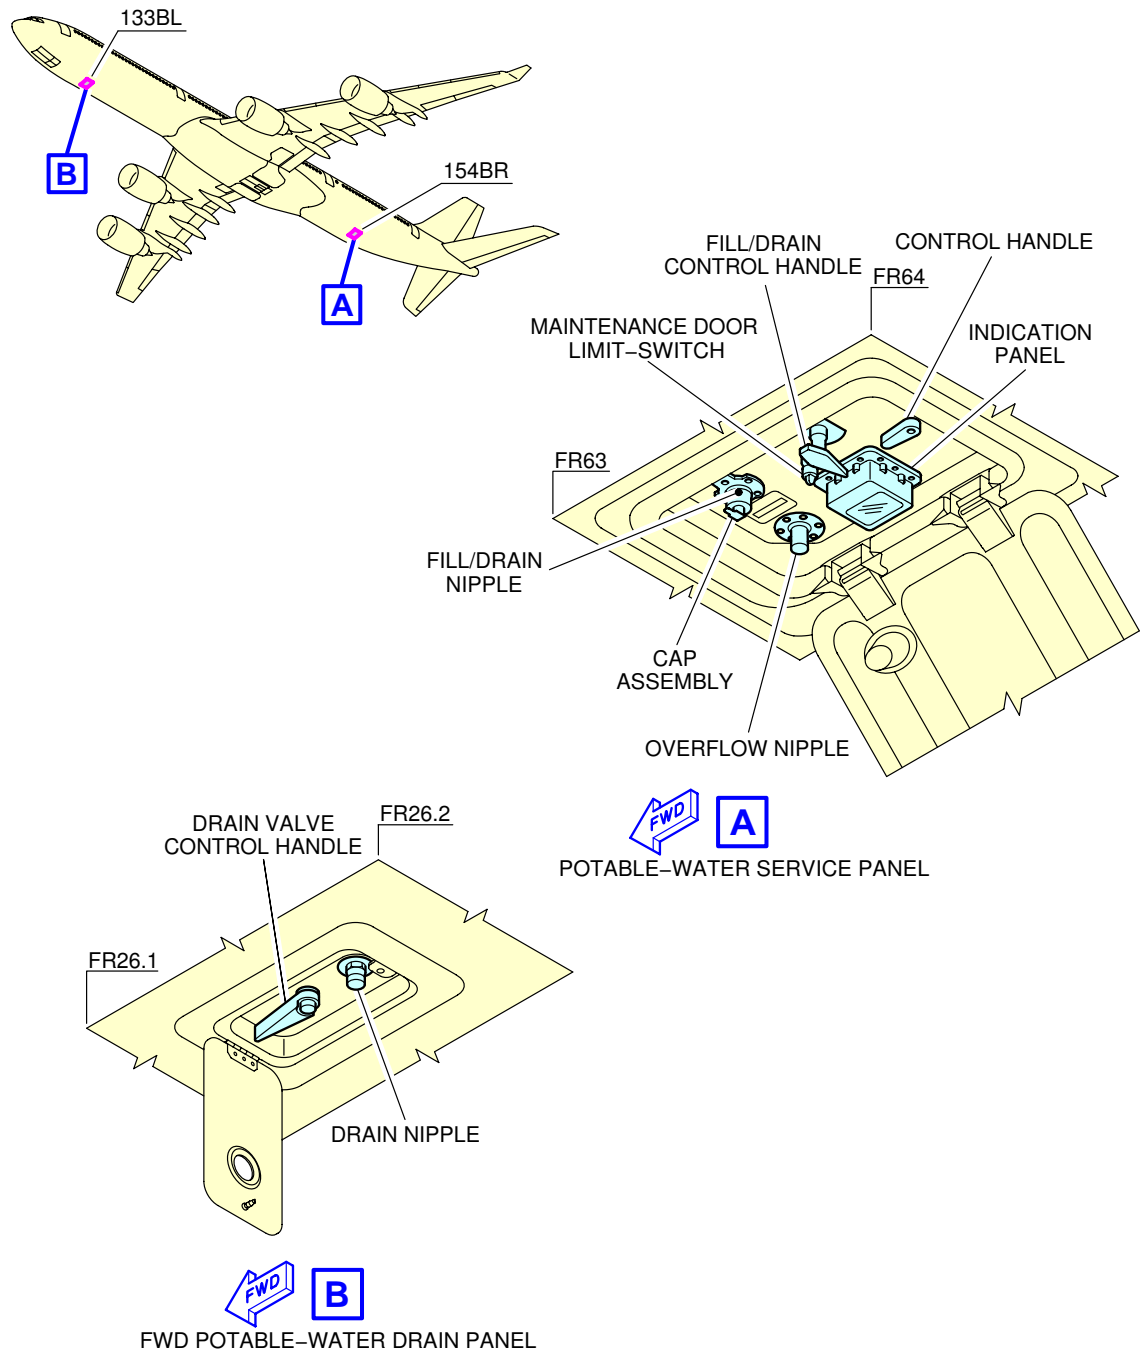 133BL
B
154BR
A
FILL/DRAIN
CONTROL HANDLE
CONTROL HANDLE
FR64
MAINTENANCE DOOR
LIMIT−SWITCH
INDICATION
PANEL
FR63
FILL/DRAIN
NIPPLE
CAP
ASSEMBLY
OVERFLOW NIPPLE
FWD
A
POTABLE−WATER SERVICE PANEL
DRAIN VALVE
CONTROL HANDLE
FR26.2
FR26.1
DRAIN NIPPLE
FWD
B
FWD POTABLE−WATER DRAIN PANEL